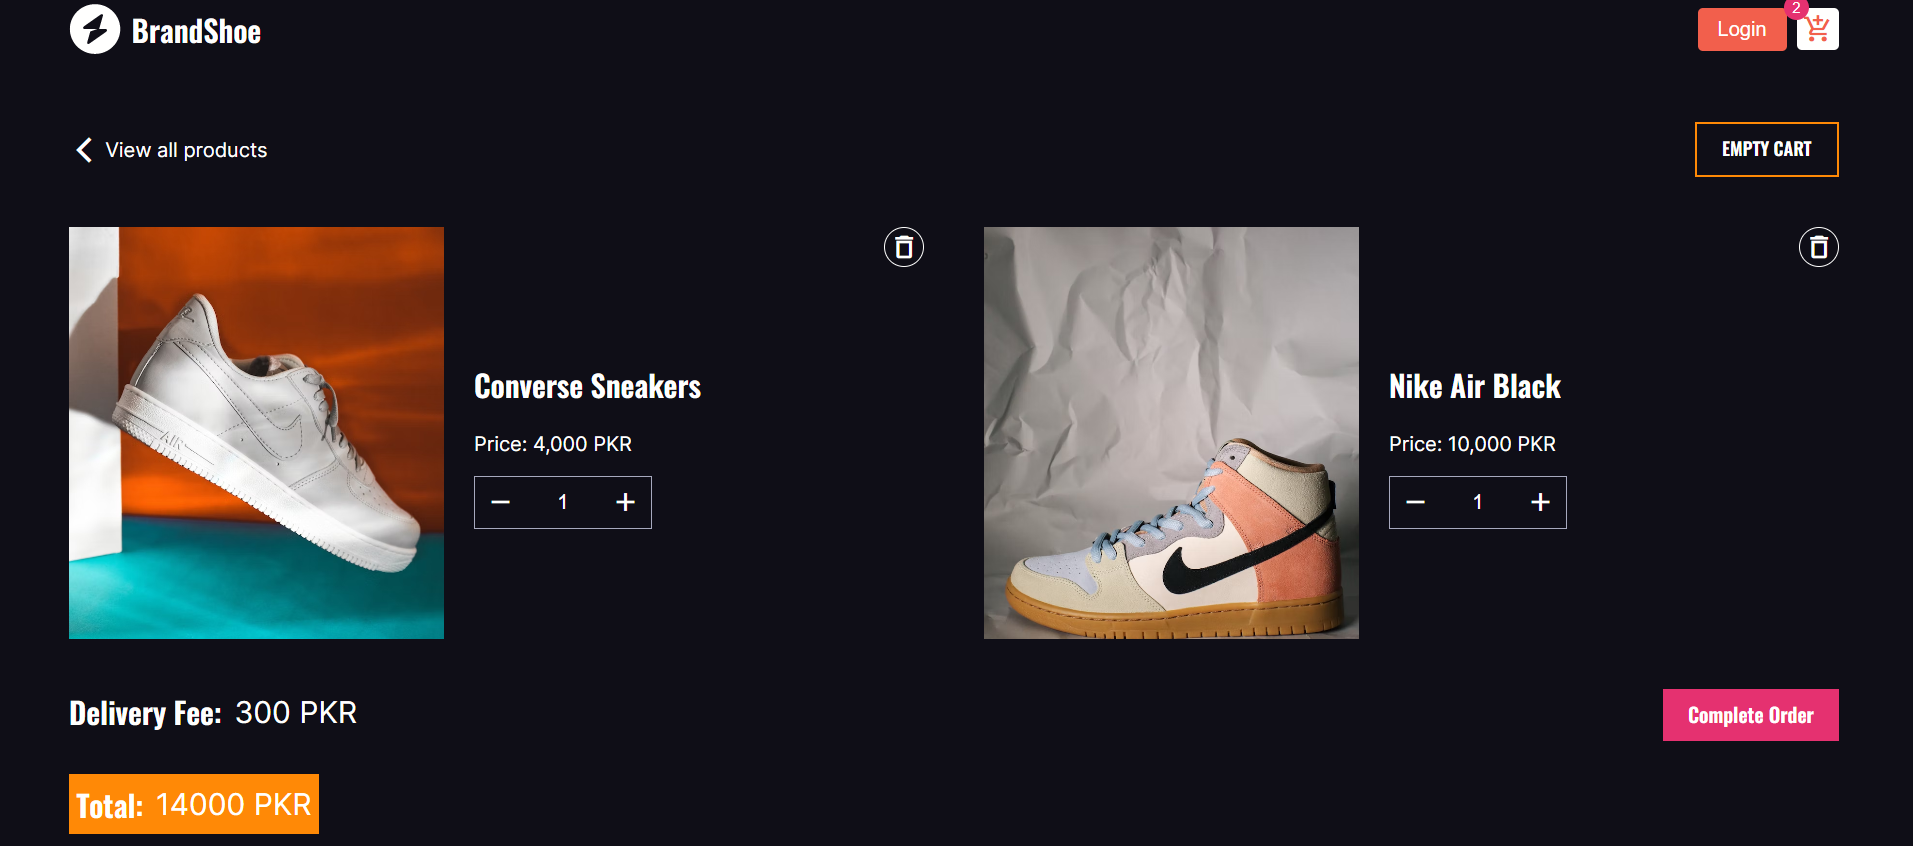 BrandShoe
Login
2
View all products
EMPTY CART
AIR
Converse Sneakers
Price: 4,000 PKR
1
Nike Air Black
Price: 10,000 PKR
1
Delivery Fee: 300 PKR
Complete Order
Total: 14000 PKR